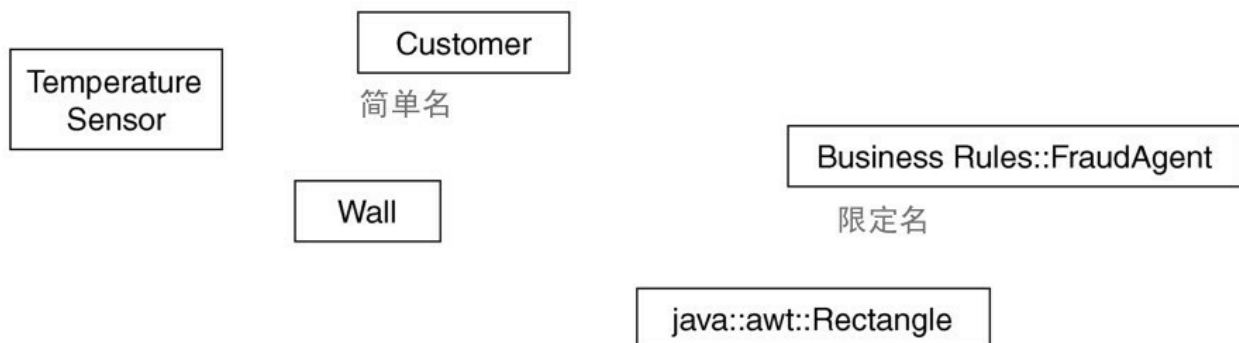 Customer
Temperature
Sensor
简单名
Business Rules::FraudAgent
Wall
限定名
java::awt::Rectangle